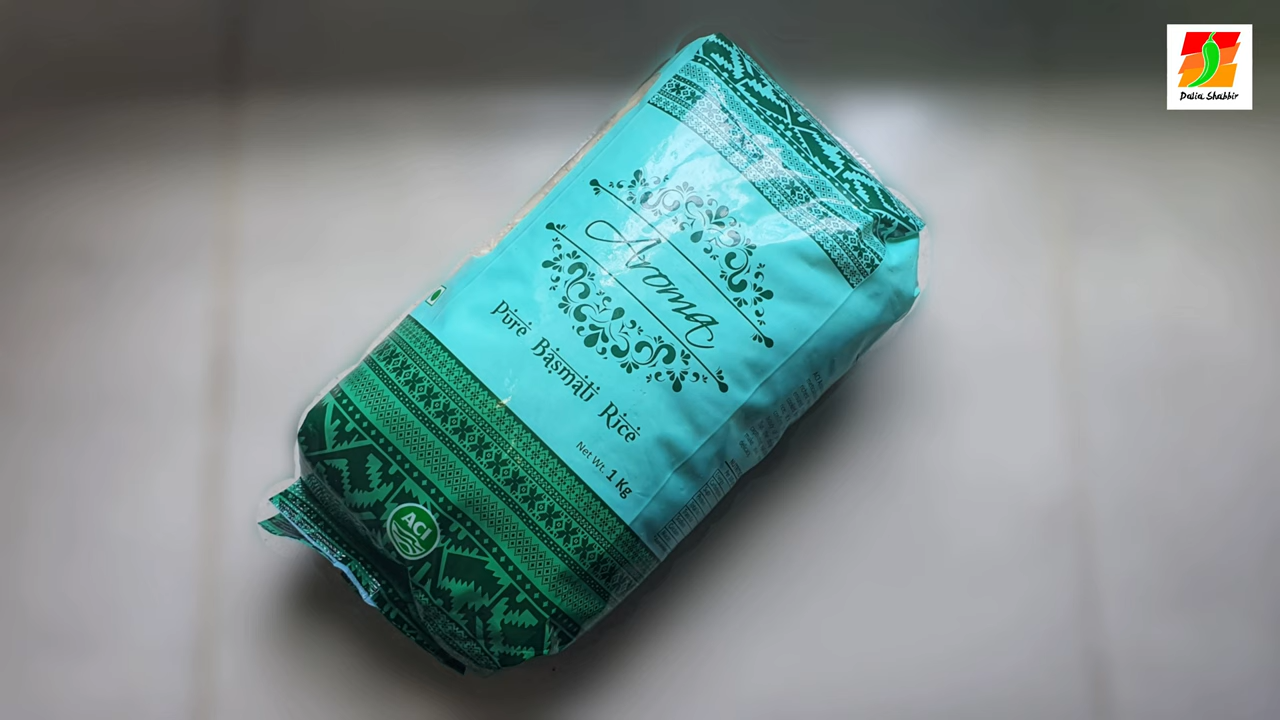 Dalia Shabbir
Aroma
Pure Basmati Rice
Net Wt. 1 Kg
ACI